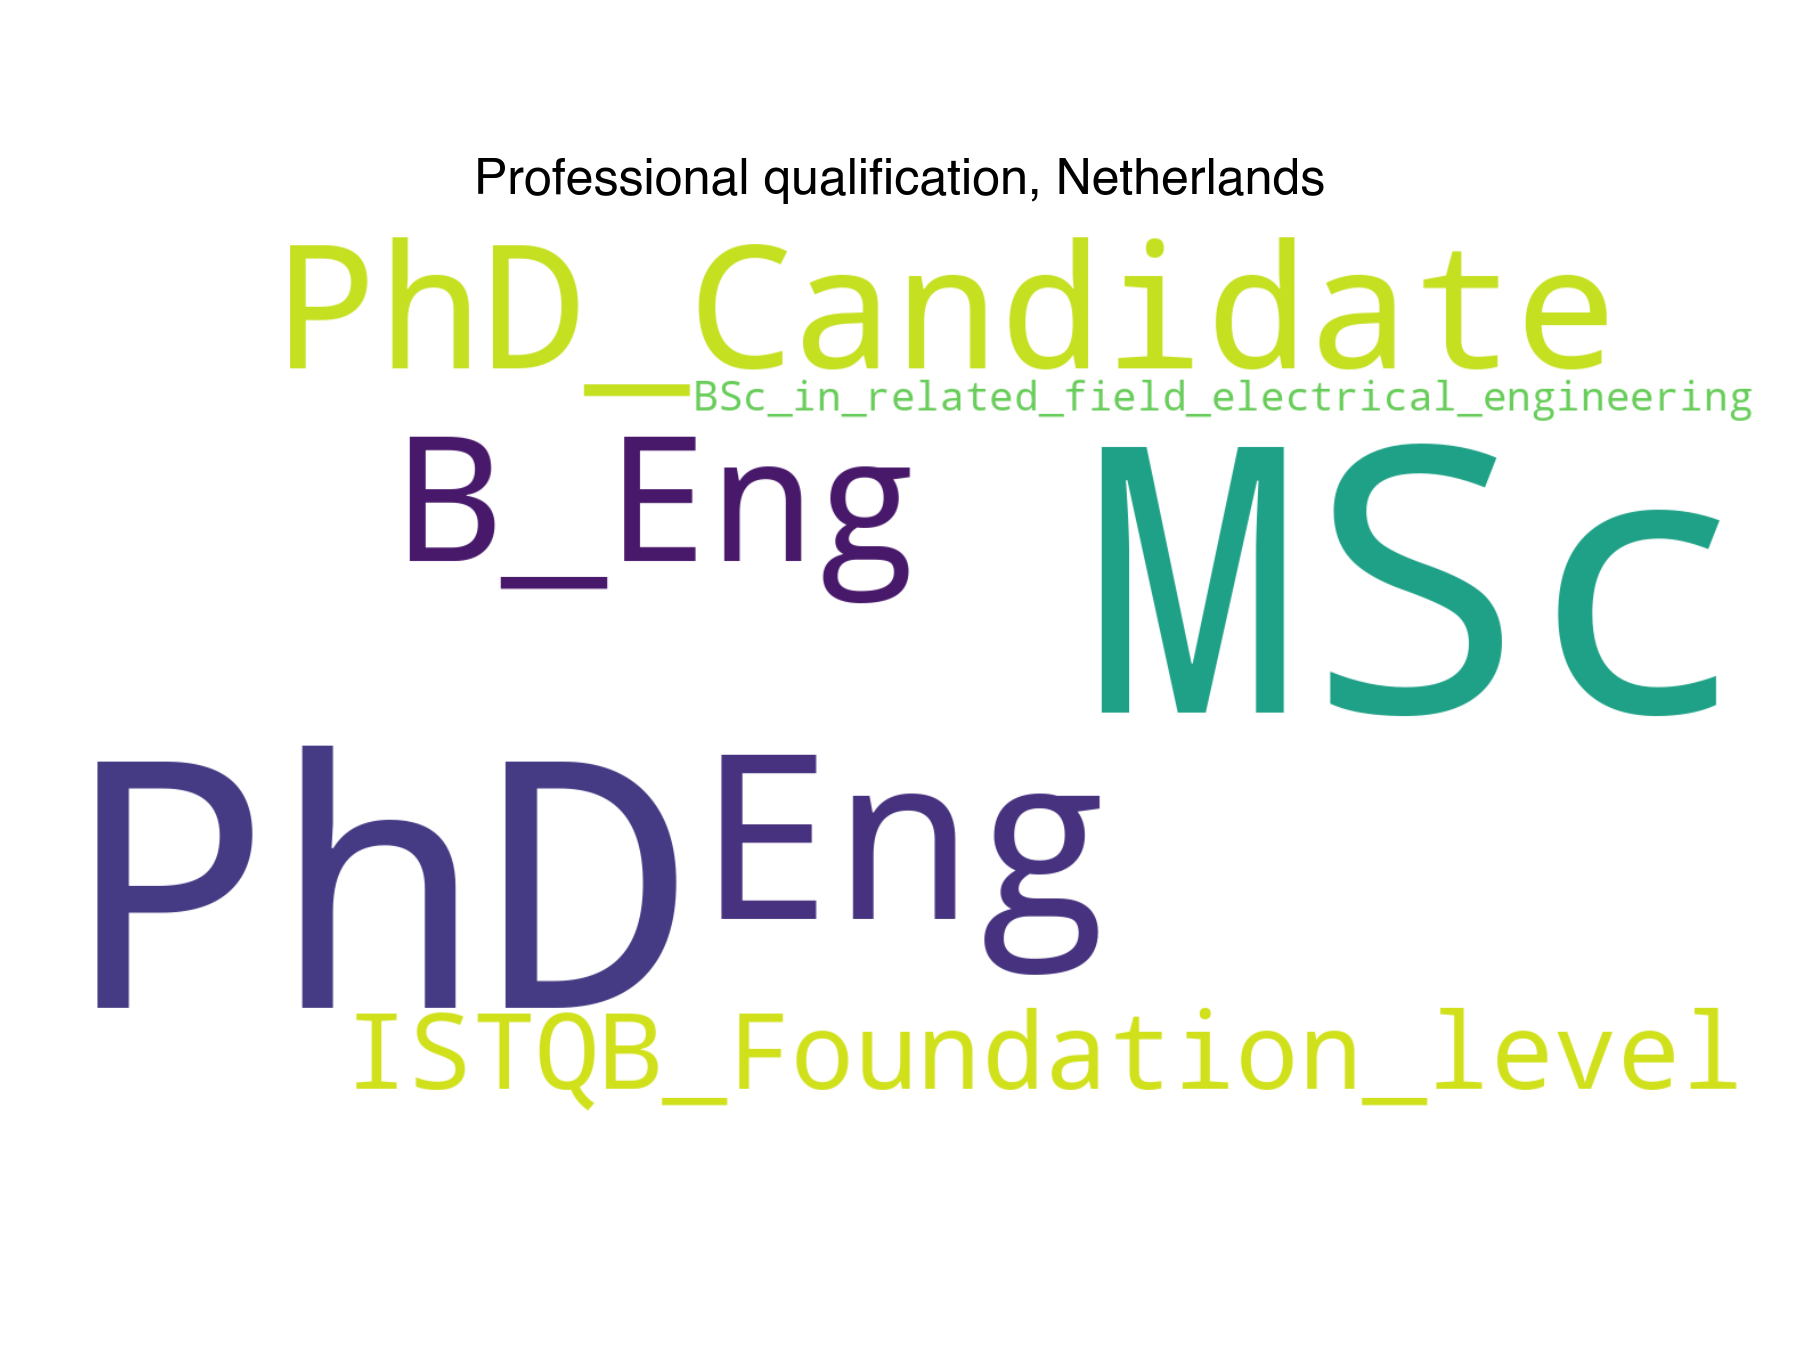 Professional qualification, Netherlands
PhD_Candidate
BSc_in_related_field_electrical_engineering
B_Eng
MSc
PhD
Eng
ISTQB_Foundation_level